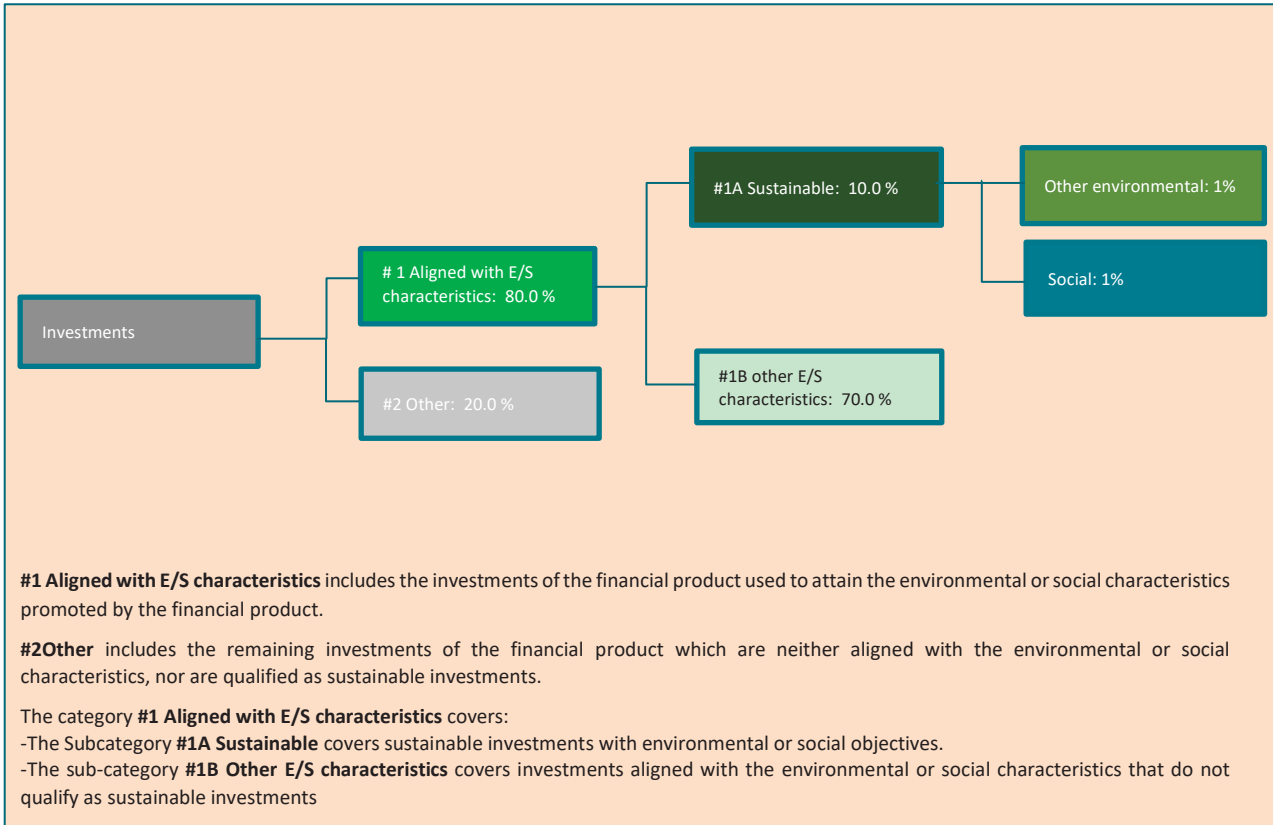 #1A Sustainable:  10.0 %
Other environmental: 1%
# 1 Aligned with E/S
characteristics:  80.0 %
Social: 1%
Investments
#1B other E/S
characteristics:  70.0 %
#2 Other:  20.0 %
#1 Aligned with E/S characteristics includes the investments of the financial product used to attain the environmental or social characteristics
promoted by the financial product.
#2Other includes the remaining investments of the financial product which are neither aligned with the environmental or social
characteristics, nor are qualified as sustainable investments.
The category #1 Aligned with E/S characteristics covers:
-The Subcategory #1A Sustainable covers sustainable investments with environmental or social objectives.
-The sub-category #1B Other E/S characteristics covers investments aligned with the environmental or social characteristics that do not
qualify as sustainable investments